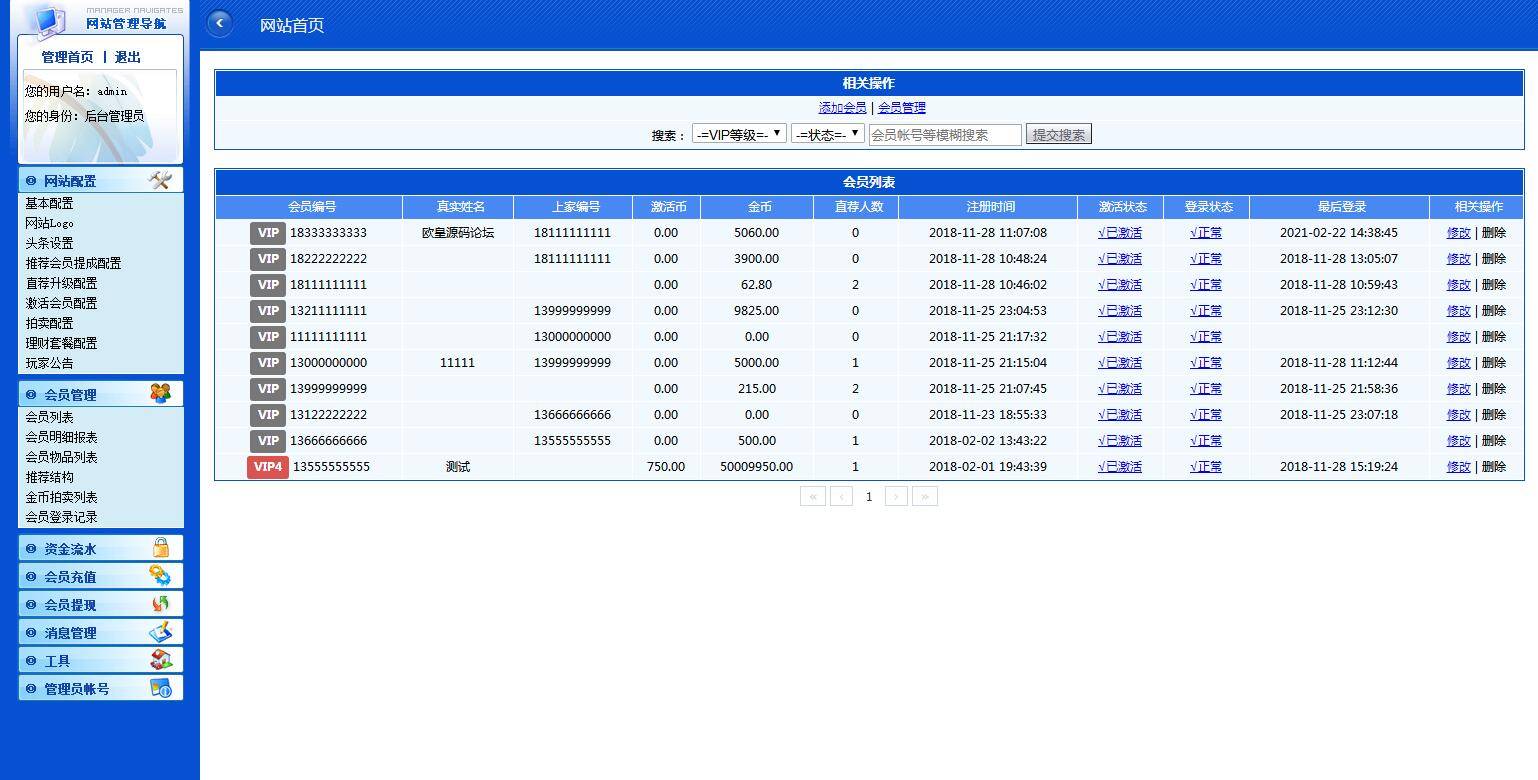 MANAGER NAVIGATES
网站管理导航
管理首页 | 退出
您的用户名：admin
您的身份：后台管理员
网站配置
基本配置
网站Logo
头条设置
推荐会员提成配置
直荐升级配置
激活会员配置
拍卖配置
理财套餐配置
玩家公告
会员管理
会员列表
会员明细报表
会员物品列表
推荐结构
金币拍卖列表
会员登录记录
资金流水
会员充值
会员提现
消息管理
工具
管理员帐号
网站首页
相关操作
添加会员 | 会员管理
搜索： -=VIP等级=- -=状态=- 会员帐号等模糊搜索 提交搜索
会员列表
会员编号 真实姓名 上家编号 激活币 金币 直荐人数 注册时间 激活状态 登录状态 最后登录 相关操作
VIP 18333333333 欧皇源码论坛 18111111111 0.00 5060.00 0 2018-11-28 11:07:08 √已激活 √正常 2021-02-22 14:38:45 修改 | 删除
VIP 18222222222 18111111111 0.00 3900.00 0 2018-11-28 10:48:24 √已激活 √正常 2018-11-28 13:05:07 修改 | 删除
VIP 18111111111 0.00 62.80 2 2018-11-28 10:46:02 √已激活 √正常 2018-11-28 10:59:43 修改 | 删除
VIP 13211111111 13999999999 0.00 9825.00 0 2018-11-25 23:04:53 √已激活 √正常 2018-11-25 23:12:30 修改 | 删除
VIP 11111111111 13000000000 0.00 0.00 0 2018-11-25 21:17:32 √已激活 √正常 修改 | 删除
VIP 13000000000 11111 13999999999 0.00 5000.00 1 2018-11-25 21:15:04 √已激活 √正常 2018-11-28 11:12:44 修改 | 删除
VIP 13999999999 0.00 215.00 2 2018-11-25 21:07:45 √已激活 √正常 2018-11-25 21:58:36 修改 | 删除
VIP 13122222222 13666666666 0.00 0.00 0 2018-11-23 18:55:33 √已激活 √正常 2018-11-25 23:07:18 修改 | 删除
VIP 13666666666 13555555555 0.00 500.00 1 2018-02-02 13:43:22 √已激活 √正常 修改 | 删除
VIP4 13555555555 测试 750.00 50009950.00 1 2018-02-01 19:43:39 √已激活 √正常 2018-11-28 15:19:24 修改 | 删除
« ‹ 1 › »